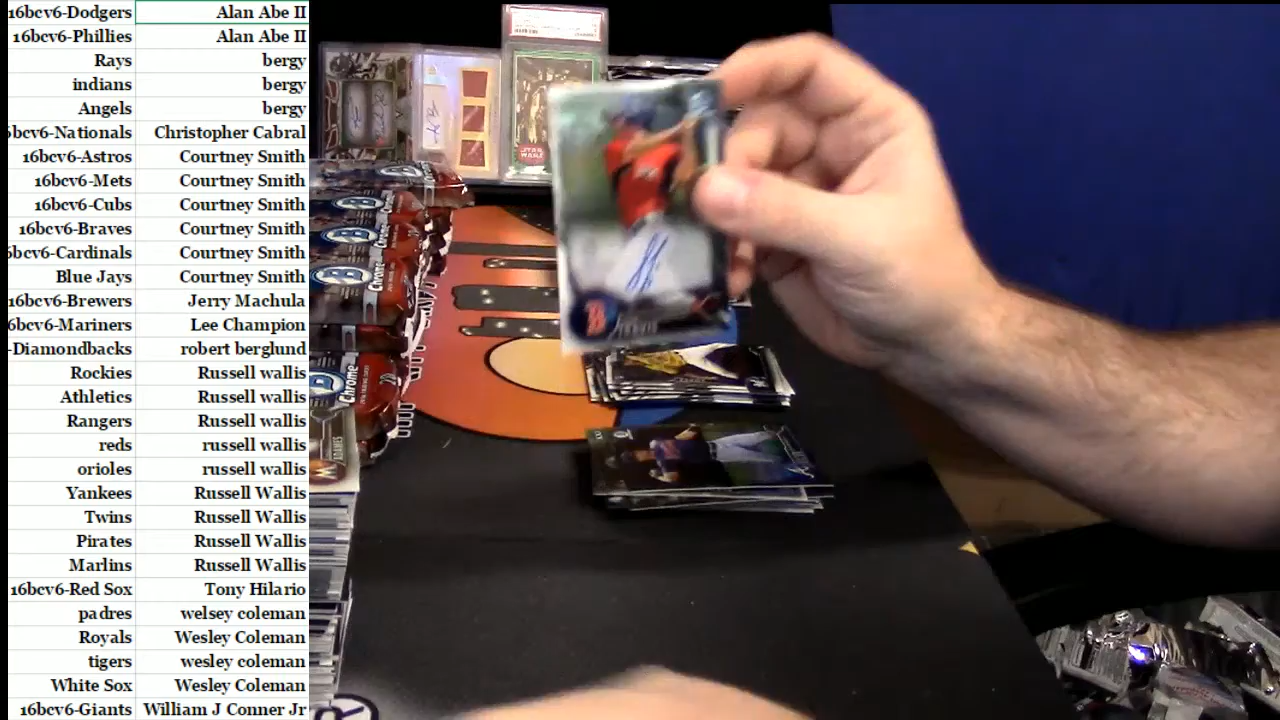 16bcv6-Dodgers Alan Abe II
16bcv6-Phillies Alan Abe II
Rays bergy
indians bergy
Angels bergy
bcv6-Nationals Christopher Cabral
16bcv6-Astros Courtney Smith
16bcv6-Mets Courtney Smith
16bcv6-Cubs Courtney Smith
16bcv6-Braves Courtney Smith
bcv6-Cardinals Courtney Smith
Blue Jays Courtney Smith
16bcv6-Brewers Jerry Machula
6bcv6-Mariners Lee Champion
-Diamondbacks robert berglund
Rockies Russell wallis
Athletics Russell wallis
Rangers Russell wallis
reds russell wallis
orioles russell wallis
Yankees Russell Wallis
Twins Russell Wallis
Pirates Russell Wallis
Marlins Russell Wallis
16bcv6-Red Sox Tony Hilario
padres welsey coleman
Royals Wesley Coleman
tigers wesley coleman
White Sox Wesley Coleman
16bcv6-Giants William J Conner Jr
STAR WARS
Chrome
Chrome
Chrome
ADAMES